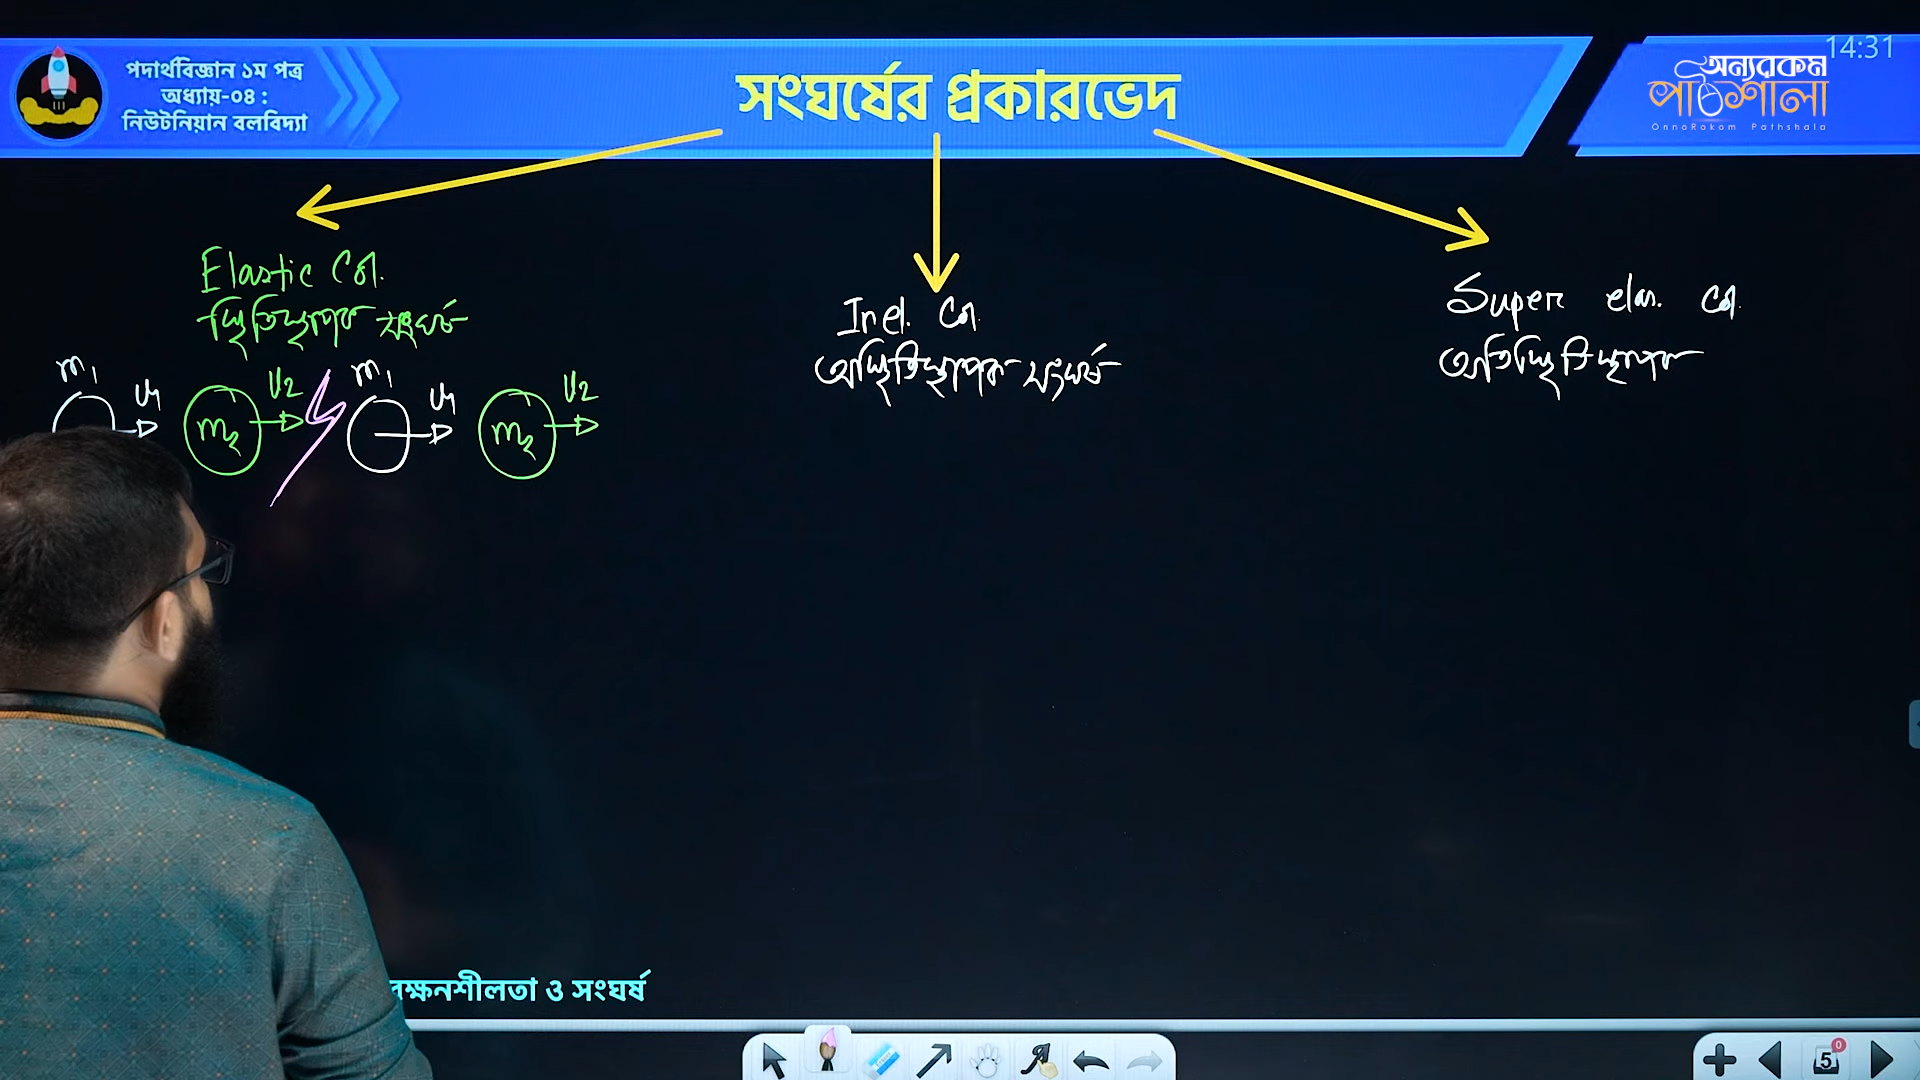 14:31
পদার্থবিজ্ঞান ১ম পত্র
অধ্যায়-০৪ :
নিউটনিয়ান বলবিদ্যা
সংঘর্ষের প্রকারভেদ
অন্যরকম
পাঠশালা
OnnoRokom Pathshala
Elastic Col.
স্থিতিস্থাপক সংঘর্ষ
Inel. Col.
অস্থিতিস্থাপক সংঘর্ষ
Super elas. Col.
অতিস্থিতিস্থাপক
m₁ u₁ m₂ u₂ m₁ u₁ m₂ u₂
ক্ষনশীলতা ও সংঘর্ষ
5
0